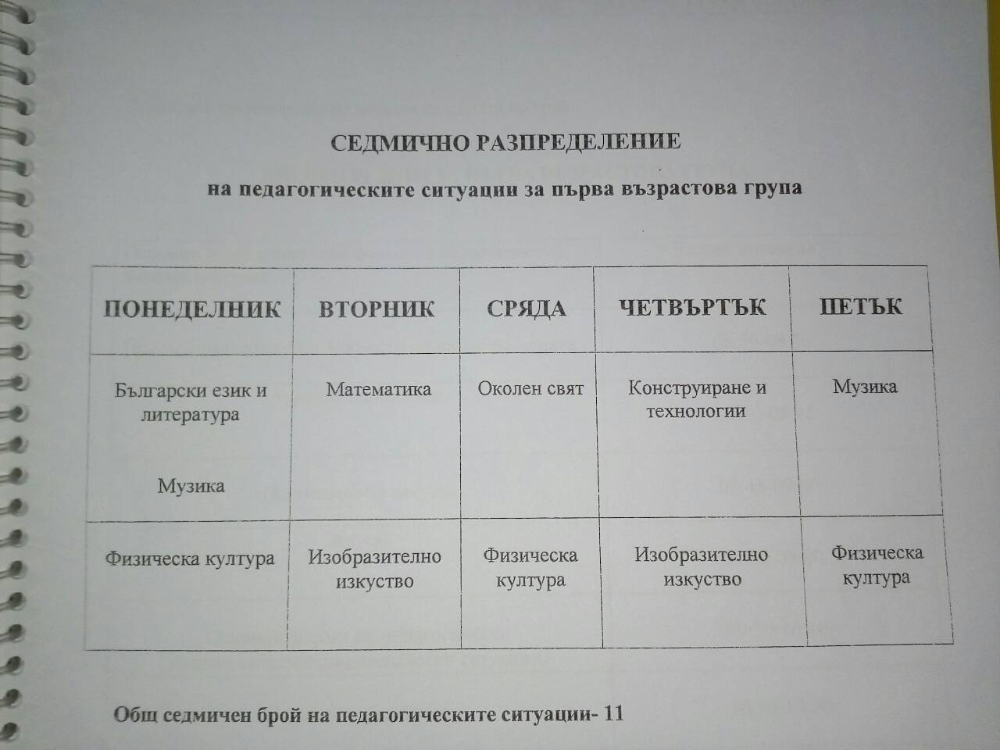 СЕДМИЧНО РАЗПРЕДЕЛЕНИЕ
на педагогическите ситуации за първа възрастова група
ПОНЕДЕЛНИК ВТОРНИК СРЯДА ЧЕТВЪРТЪК ПЕТЪК
Български език и Математика Околен свят Конструиране и Музика
литература технологии
Музика
Физическа култура Изобразително Физическа Изобразително Физическа
изкуство култура изкуство култура
Общ седмичен брой на педагогическите ситуации- 11